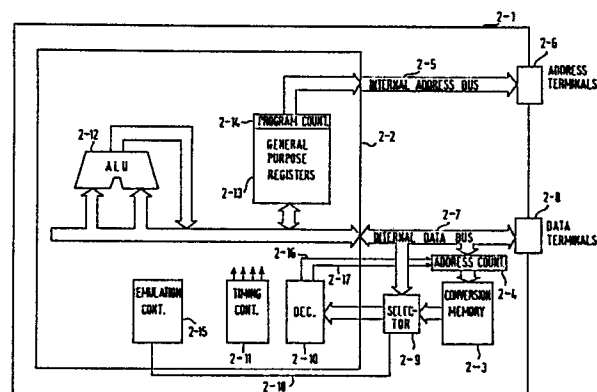 2-1
2-6
2-5
ADDRESS
TERMINALS
INTERNAL ADDRESS BUS
2-14
PROGRAM COUNT.
2-2
2-12
GENERAL
PURPOSE
REGISTERS
ALU
2-13
2-8
2-7
DATA
TERMINALS
INTERNAL DATA BUS
2-16
ADDRESS COUNT.
2-17
2-4
EMULATION
CONT.
TIMING
CONT.
DEC.
SELEC-
TOR
CONVERSION
MEMORY
2-15
2-11
2-10
2-9
2-3
2-18